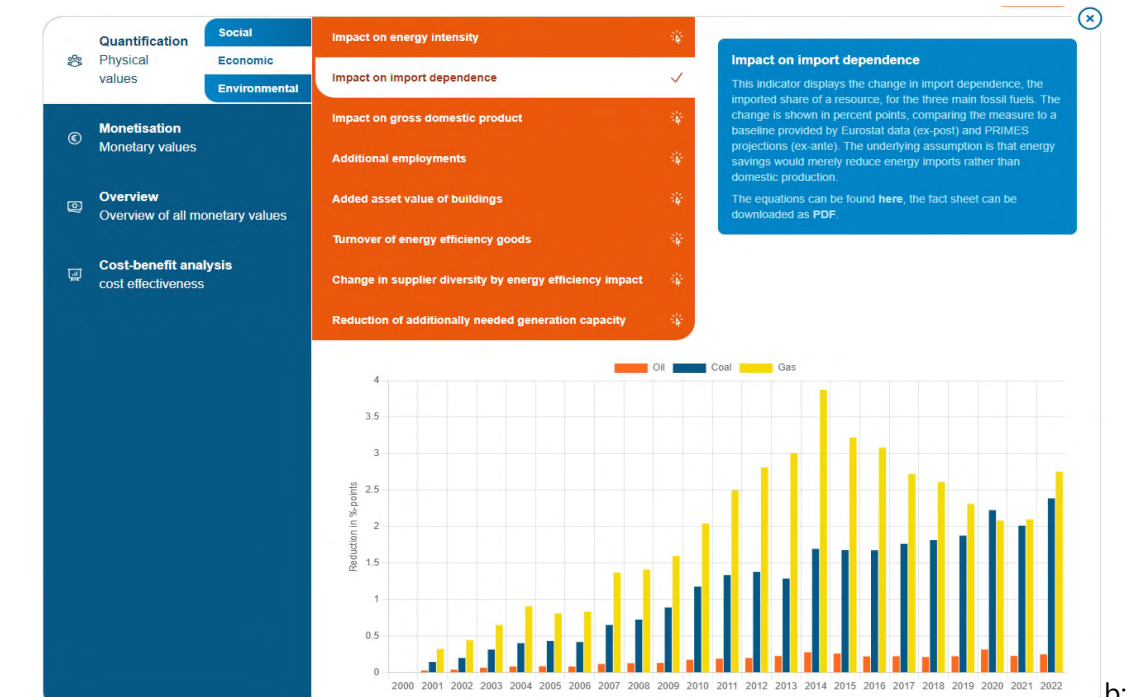 Quantification
Physical
values
Social
Economic
Environmental
Monetisation
Monetary values
Overview
Overview of all monetary values
Cost-benefit analysis
cost effectiveness
Impact on energy intensity
Impact on import dependence
Impact on gross domestic product
Additional employments
Added asset value of buildings
Turnover of energy efficiency goods
Change in supplier diversity by energy efficiency impact
Reduction of additionally needed generation capacity
Impact on import dependence
This indicator displays the change in import dependence, the
imported share of a resource, for the three main fossil fuels. The
change is shown in percent points, comparing the measure to a
baseline provided by Eurostat data (ex-post) and PRIMES
projections (ex-ante). The underlying assumption is that energy
savings would merely reduce energy imports rather than
domestic production.
The equations can be found here, the fact sheet can be
downloaded as PDF.
Oil Coal Gas
Reduction in %-points
4
3.5
3
2.5
2
1.5
1
0.5
0
2000 2001 2002 2003 2004 2005 2006 2007 2008 2009 2010 2011 2012 2013 2014 2015 2016 2017 2018 2019 2020 2021 2022